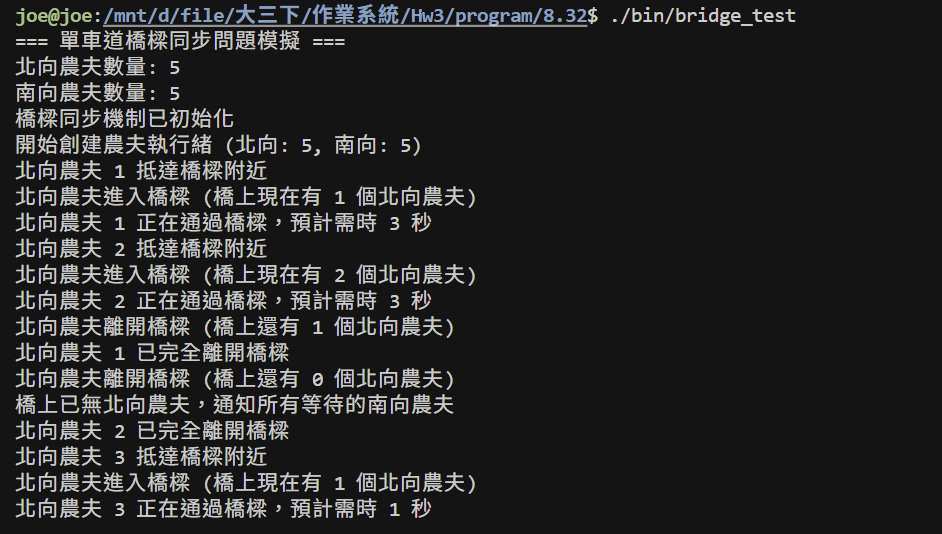 joe@joe:/mnt/d/file/大三下/作業系統/Hw3/program/8.32$ ./bin/bridge_test
=== 單車道橋樑同步問題模擬 ===
北向農夫數量: 5
南向農夫數量: 5
橋樑同步機制已初始化
開始創建農夫執行緒 (北向: 5, 南向: 5)
北向農夫 1 抵達橋樑附近
北向農夫進入橋樑 (橋上現在有 1 個北向農夫)
北向農夫 1 正在通過橋樑，預計需時 3 秒
北向農夫 2 抵達橋樑附近
北向農夫進入橋樑 (橋上現在有 2 個北向農夫)
北向農夫 2 正在通過橋樑，預計需時 3 秒
北向農夫離開橋樑 (橋上還有 1 個北向農夫)
北向農夫 1 已完全離開橋樑
北向農夫離開橋樑 (橋上還有 0 個北向農夫)
橋上已無北向農夫，通知所有等待的南向農夫
北向農夫 2 已完全離開橋樑
北向農夫 3 抵達橋樑附近
北向農夫進入橋樑 (橋上現在有 1 個北向農夫)
北向農夫 3 正在通過橋樑，預計需時 1 秒